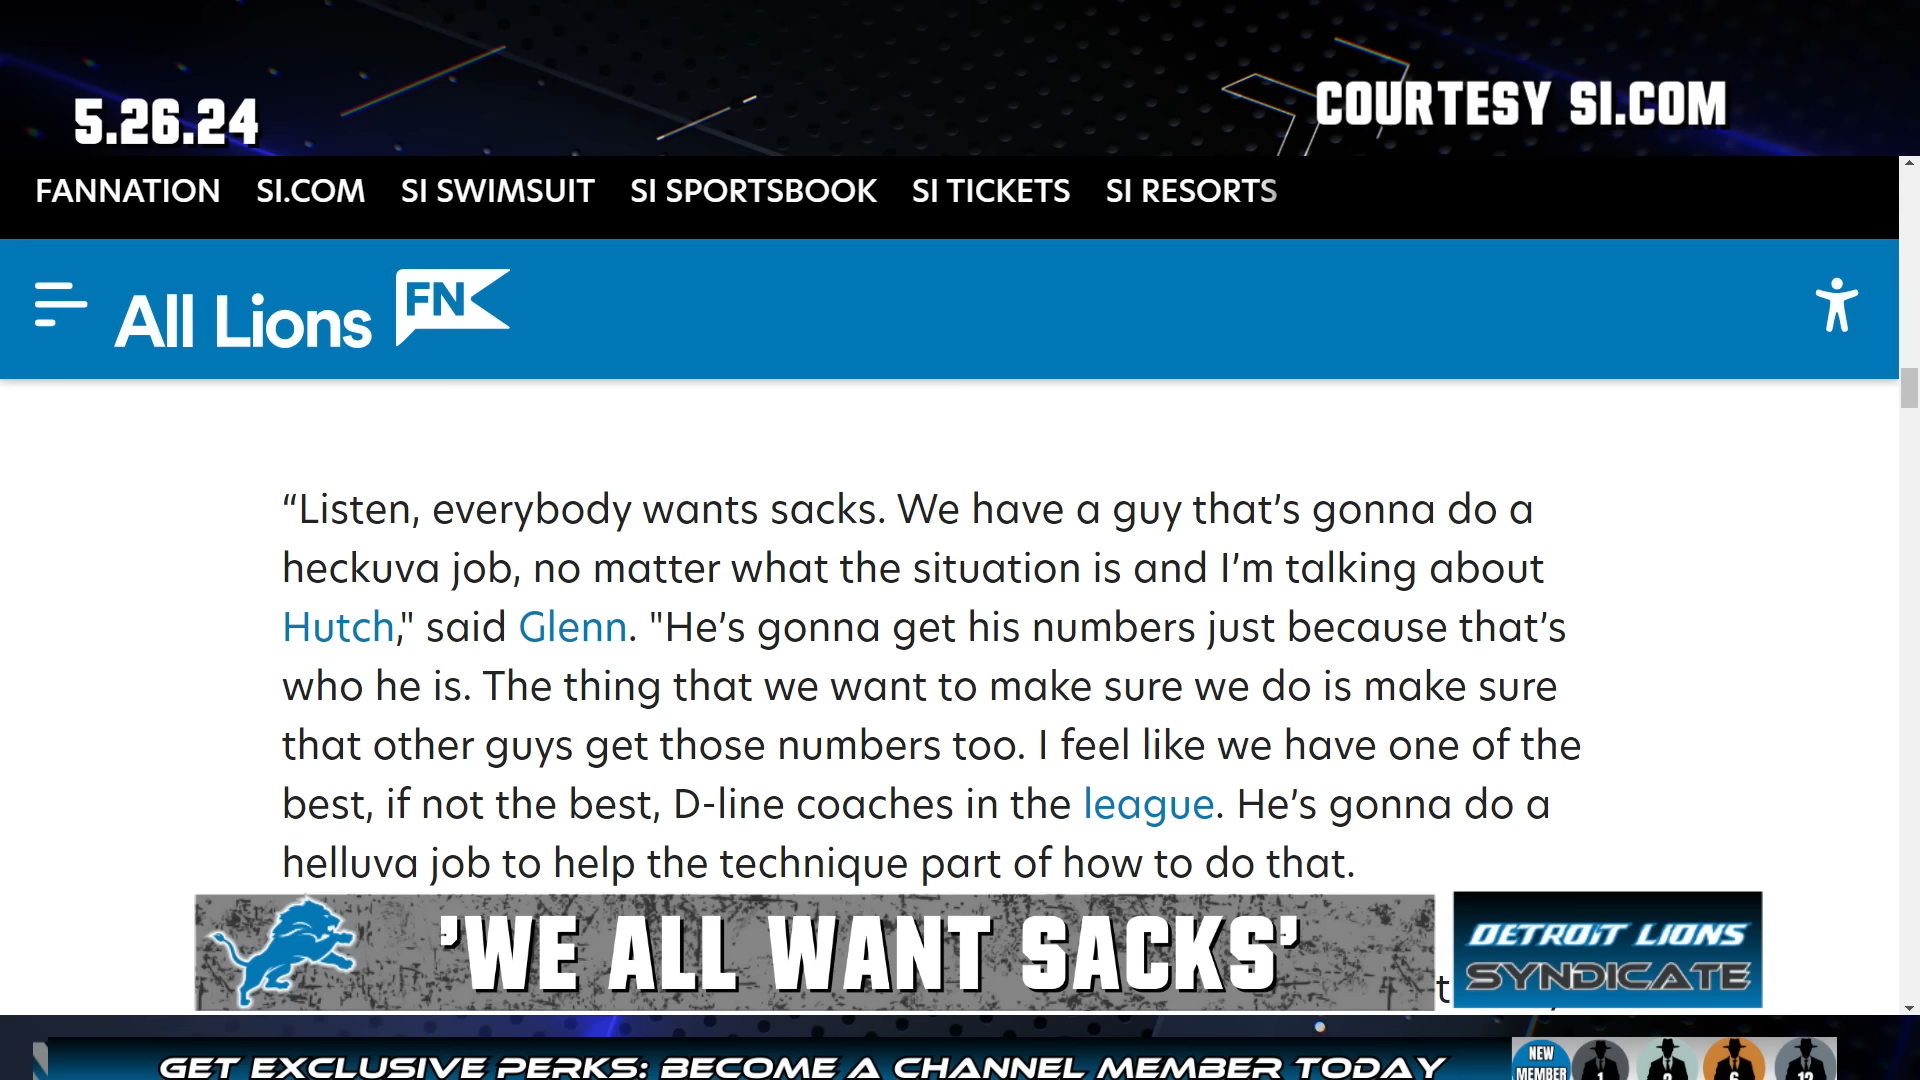 5.26.24
COURTESY SI.COM
FANNATION SI.COM SI SWIMSUIT SI SPORTSBOOK SI TICKETS SI RESORTS
All Lions FN
“Listen, everybody wants sacks. We have a guy that’s gonna do a
heckuva job, no matter what the situation is and I’m talking about
Hutch," said Glenn. "He’s gonna get his numbers just because that’s
who he is. The thing that we want to make sure we do is make sure
that other guys get those numbers too. I feel like we have one of the
best, if not the best, D-line coaches in the league. He’s gonna do a
helluva job to help the technique part of how to do that.
'WE ALL WANT SACKS'
t
DETROIT LIONS
SYNDICATE
GET EXCLUSIVE PERKS: BECOME A CHANNEL MEMBER TODAY
NEW
MEMBER
1 2 6 12